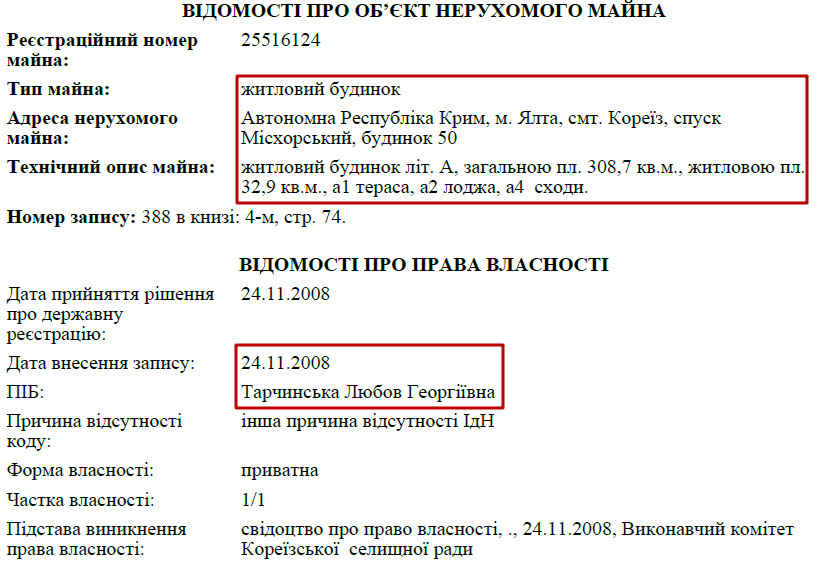 ВІДОМОСТІ ПРО ОБ’ЄКТ НЕРУХОМОГО МАЙНА
Реєстраційний номер майна: 25516124
Тип майна: житловий будинок
Адреса нерухомого майна: Автономна Республіка Крим, м. Ялта, смт. Кореїз, спуск
Місхорський, будинок 50
Технічний опис майна: житловий будинок літ. А, загальною пл. 308,7 кв.м., житловою пл.
32,9 кв.м., а1 тераса, а2 лоджа, а4 сходи.
Номер запису: 388 в книзі: 4-м, стр. 74.
ВІДОМОСТІ ПРО ПРАВА ВЛАСНОСТІ
Дата прийняття рішення про державну реєстрацію: 24.11.2008
Дата внесення запису: 24.11.2008
ПІБ: Тарчинська Любов Георгіївна
Причина відсутності коду: інша причина відсутності ІдН
Форма власності: приватна
Частка власності: 1/1
Підстава виникнення права власності: свідоцтво про право власності, ., 24.11.2008, Виконавчий комітет
Кореїзської селищної ради